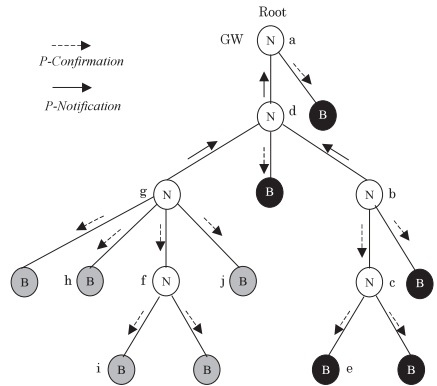 Root
GW N a
P-Confirmation
P-Notification
N d B
g N B N b
B h B f N j B N c B
i B B B e B